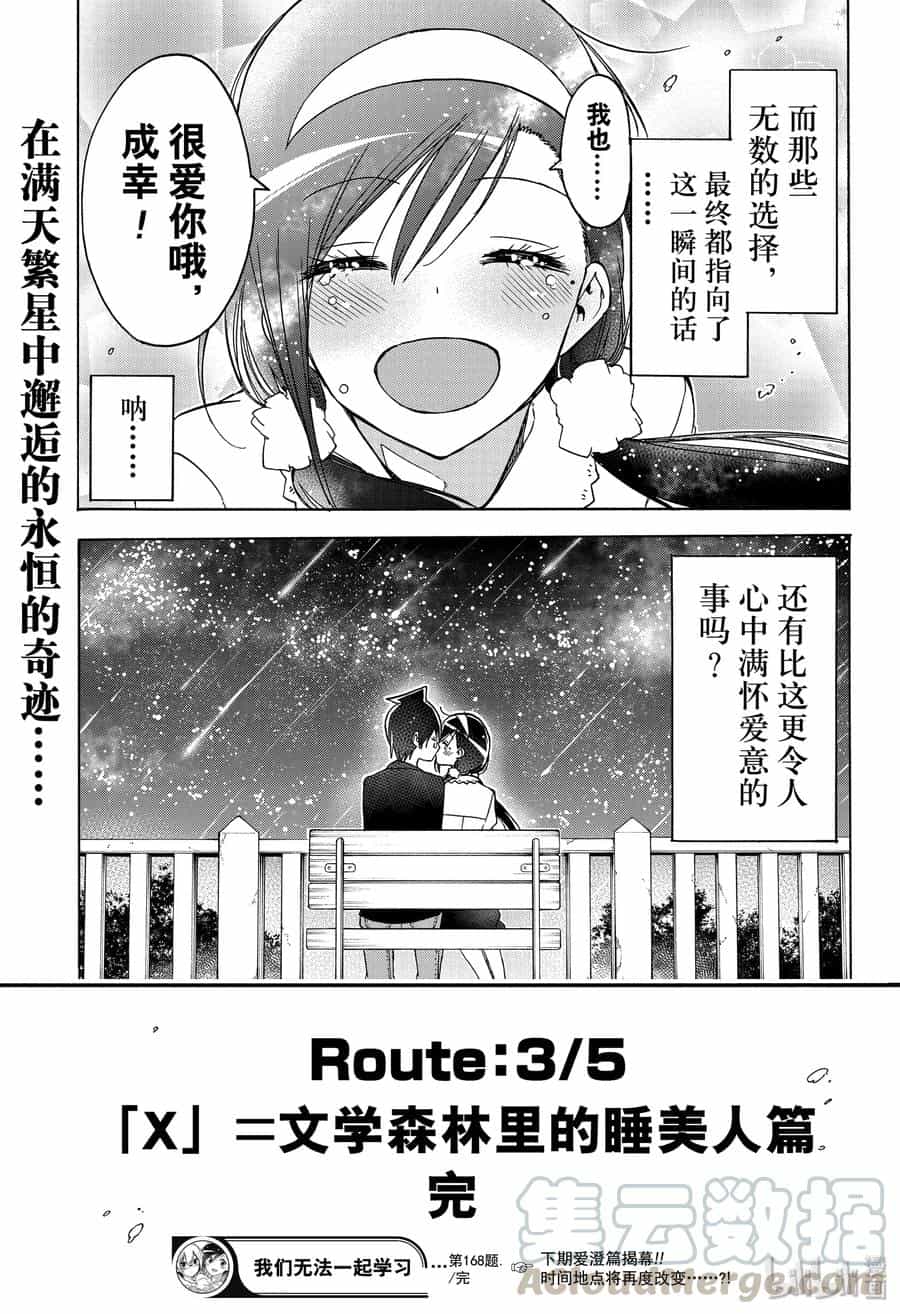 而那些
无数的选择，
最终都指向了
这一瞬间的话
……
我也……
很爱你哦，
成幸！
呐……
在满天繁星中邂逅的永恒的奇迹……
还有比这更令人
心中满怀爱意的
事吗？
Route:3/5
「X」＝文学森林里的睡美人篇
完
集云数据
AcloudMerge.com
我们无法一起学习
……第168题.
/完
☞下期爱澄篇揭幕!!
时间地点将再度改变……?!